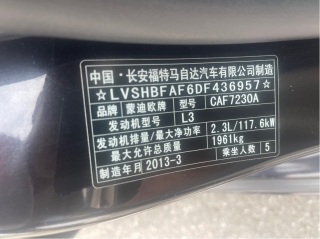 中国·长安福特马自达汽车有限公司制造
☆LVSHBFAF6DF436957☆
品牌 蒙迪欧牌 型号 CAF7230A
发动机型号 L3
发动机排量/最大净功率 2.3L/117.6kW
最大允许总质量 1961kg
制造年月 2013-3 乘坐人数 5